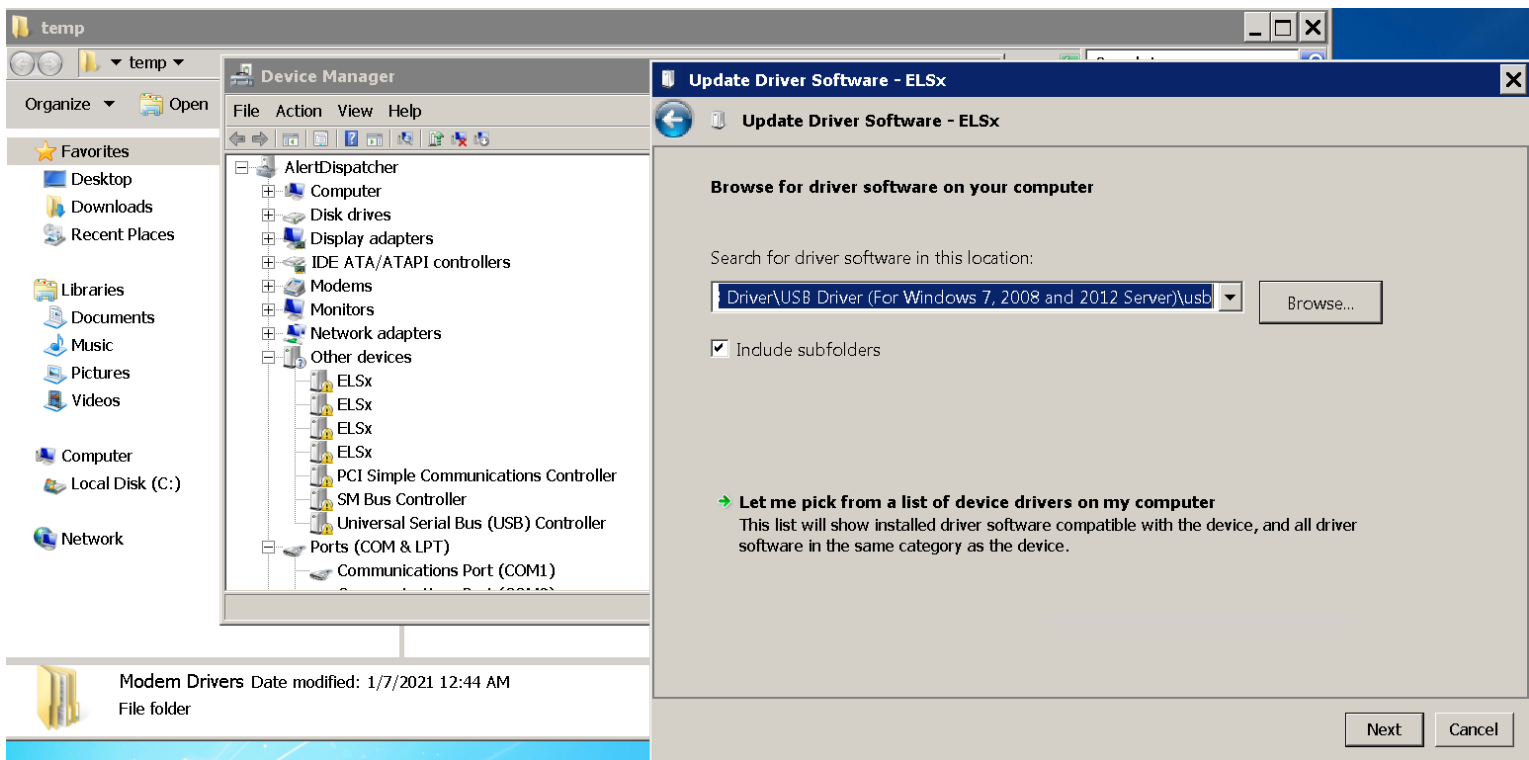 temp
temp
Organize
Open
Favorites
Desktop
Downloads
Recent Places
Libraries
Documents
Music
Pictures
Videos
Computer
Local Disk (C:)
Network
Modem Drivers Date modified: 1/7/2021 12:44 AM
File folder
Device Manager
File Action View Help
AlertDispatcher
Computer
Disk drives
Display adapters
IDE ATA/ATAPI controllers
Modems
Monitors
Network adapters
Other devices
ELSx
ELSx
ELSx
ELSx
PCI Simple Communications Controller
SM Bus Controller
Universal Serial Bus (USB) Controller
Ports (COM & LPT)
Communications Port (COM1)
Update Driver Software - ELSx
Update Driver Software - ELSx
Browse for driver software on your computer
Search for driver software in this location:
Driver\USB Driver (For Windows 7, 2008 and 2012 Server)\usb
Browse...
Include subfolders
Let me pick from a list of device drivers on my computer
This list will show installed driver software compatible with the device, and all driver
software in the same category as the device.
Next
Cancel